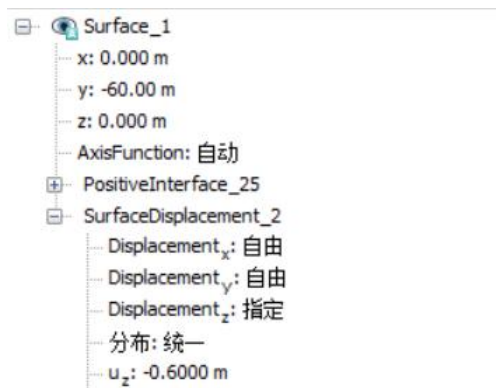 Surface_1
x: 0.000 m
y: -60.00 m
z: 0.000 m
AxisFunction: 自动
PositiveInterface_25
SurfaceDisplacement_2
Displacementx: 自由
Displacementy: 自由
Displacementz: 指定
分布: 统一
uz: -0.6000 m